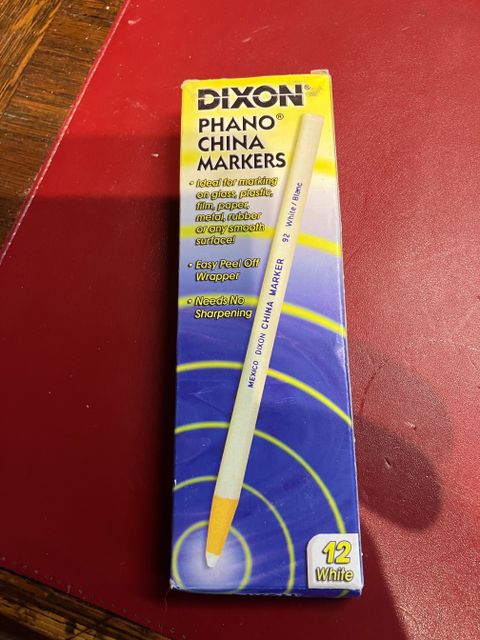 DIXON®
PHANO®
CHINA
MARKERS
• Ideal for marking
on glass, plastic,
film, paper,
metal, rubber
or any smooth
surface!
• Easy Peel Off
Wrapper
• Needs No
Sharpening
MEXICO DIXON CHINA MARKER 92 White/Blanc
12
White